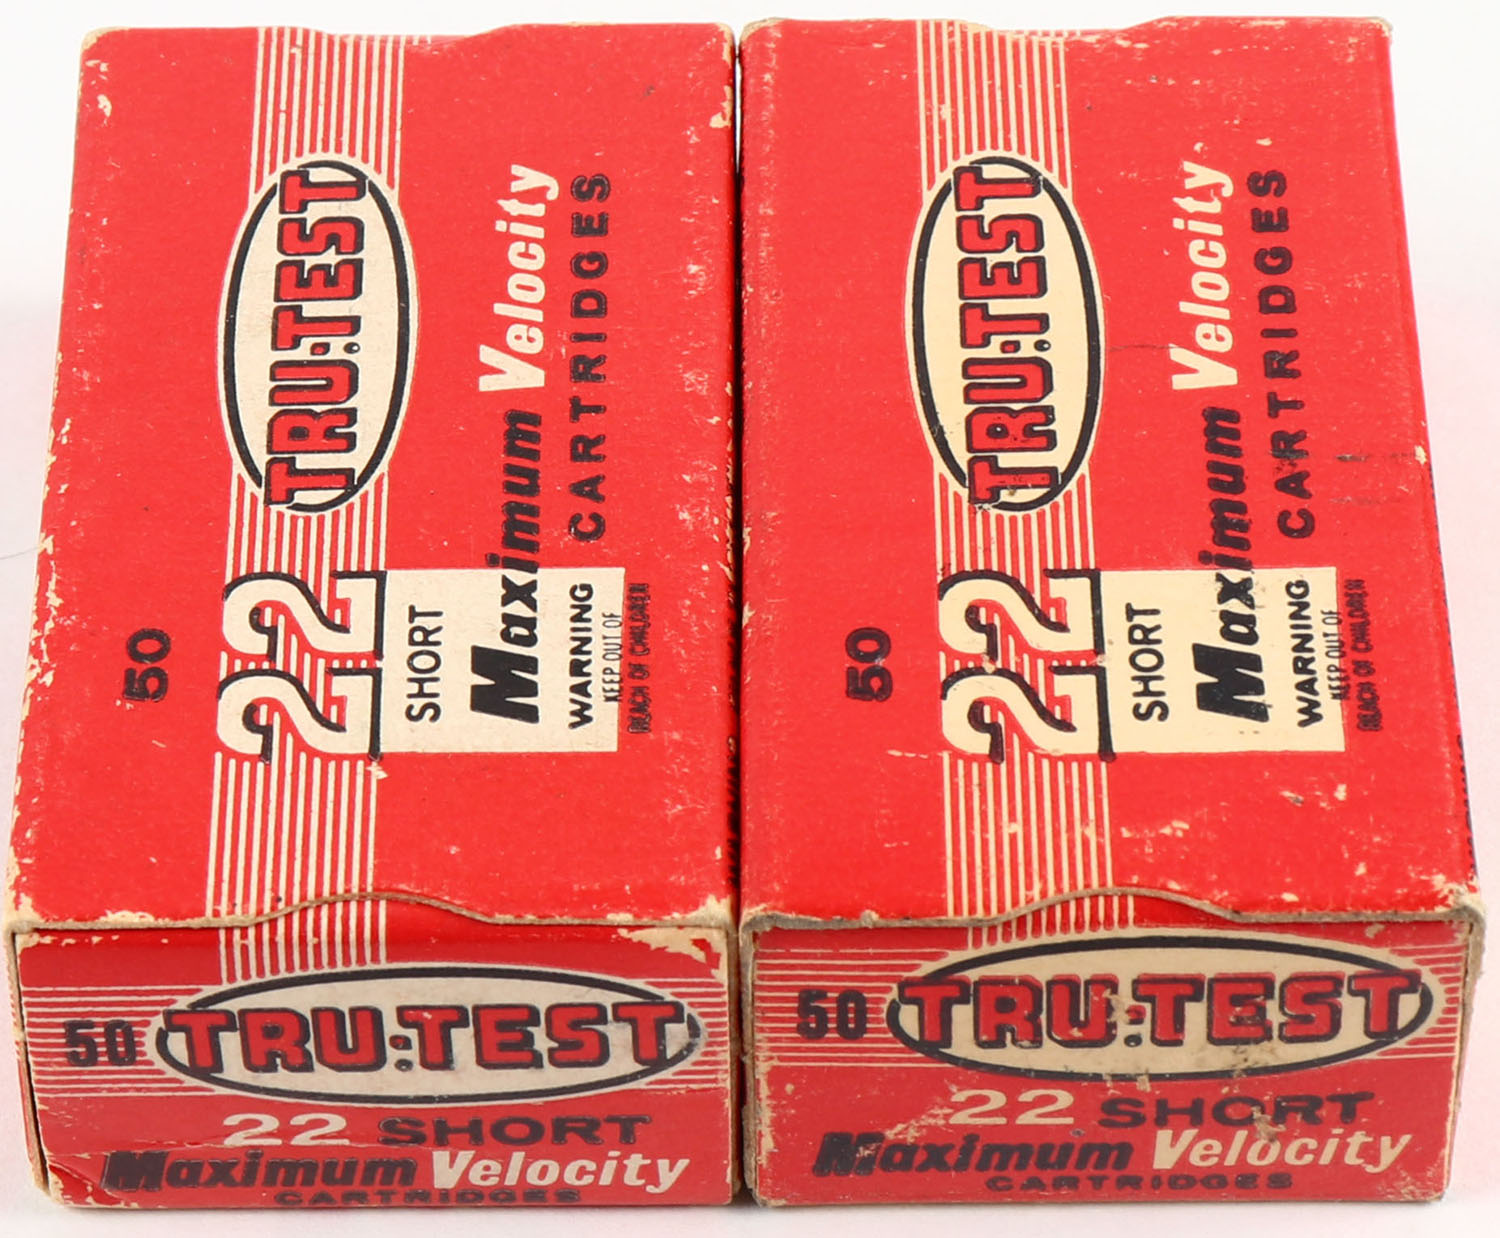 50
TRU•TEST
22
SHORT
Maximum Velocity
CARTRIDGES
WARNING
KEEP OUT OF
REACH OF CHILDREN
50 TRU•TEST
22 SHORT
Maximum Velocity
CARTRIDGES
50
TRU•TEST
22
SHORT
Maximum Velocity
CARTRIDGES
WARNING
KEEP OUT OF
REACH OF CHILDREN
50 TRU•TEST
22 SHORT
Maximum Velocity
CARTRIDGES